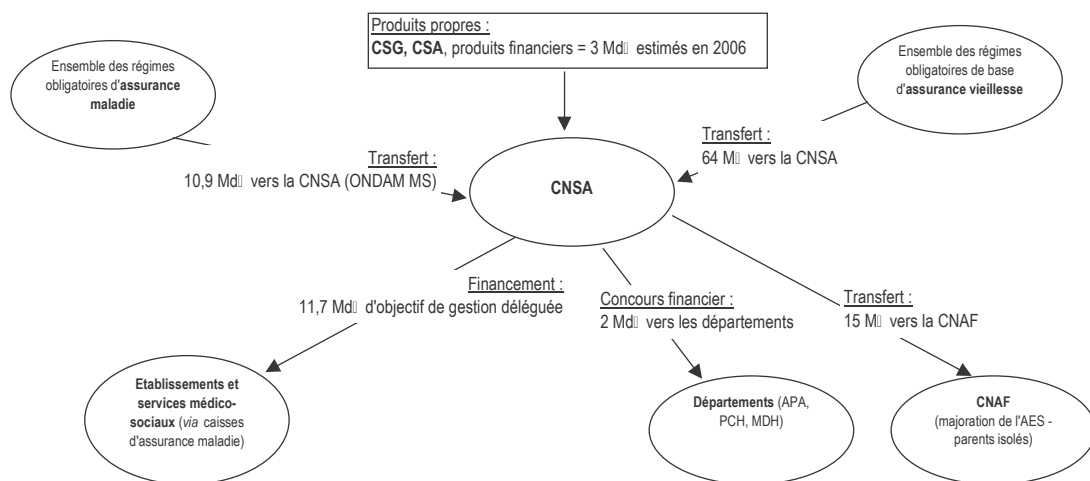 Produits propres :
CSG, CSA, produits financiers = 3 Md□ estimés en 2006
Ensemble des régimes
obligatoires d'assurance
maladie
Ensemble des régimes
obligatoires de base
d'assurance vieillesse
Transfert :
10,9 Md□ vers la CNSA (ONDAM MS)
CNSA
Transfert :
64 M□ vers la CNSA
Financement :
11,7 Md□ d'objectif de gestion déléguée
Concours financier :
2 Md□ vers les départements
Transfert :
15 M□ vers la CNAF
Etablissements et
services médico-
sociaux (via caisses
d'assurance maladie)
Départements (APA,
PCH, MDH)
CNAF
(majoration de l'AES -
parents isolés)